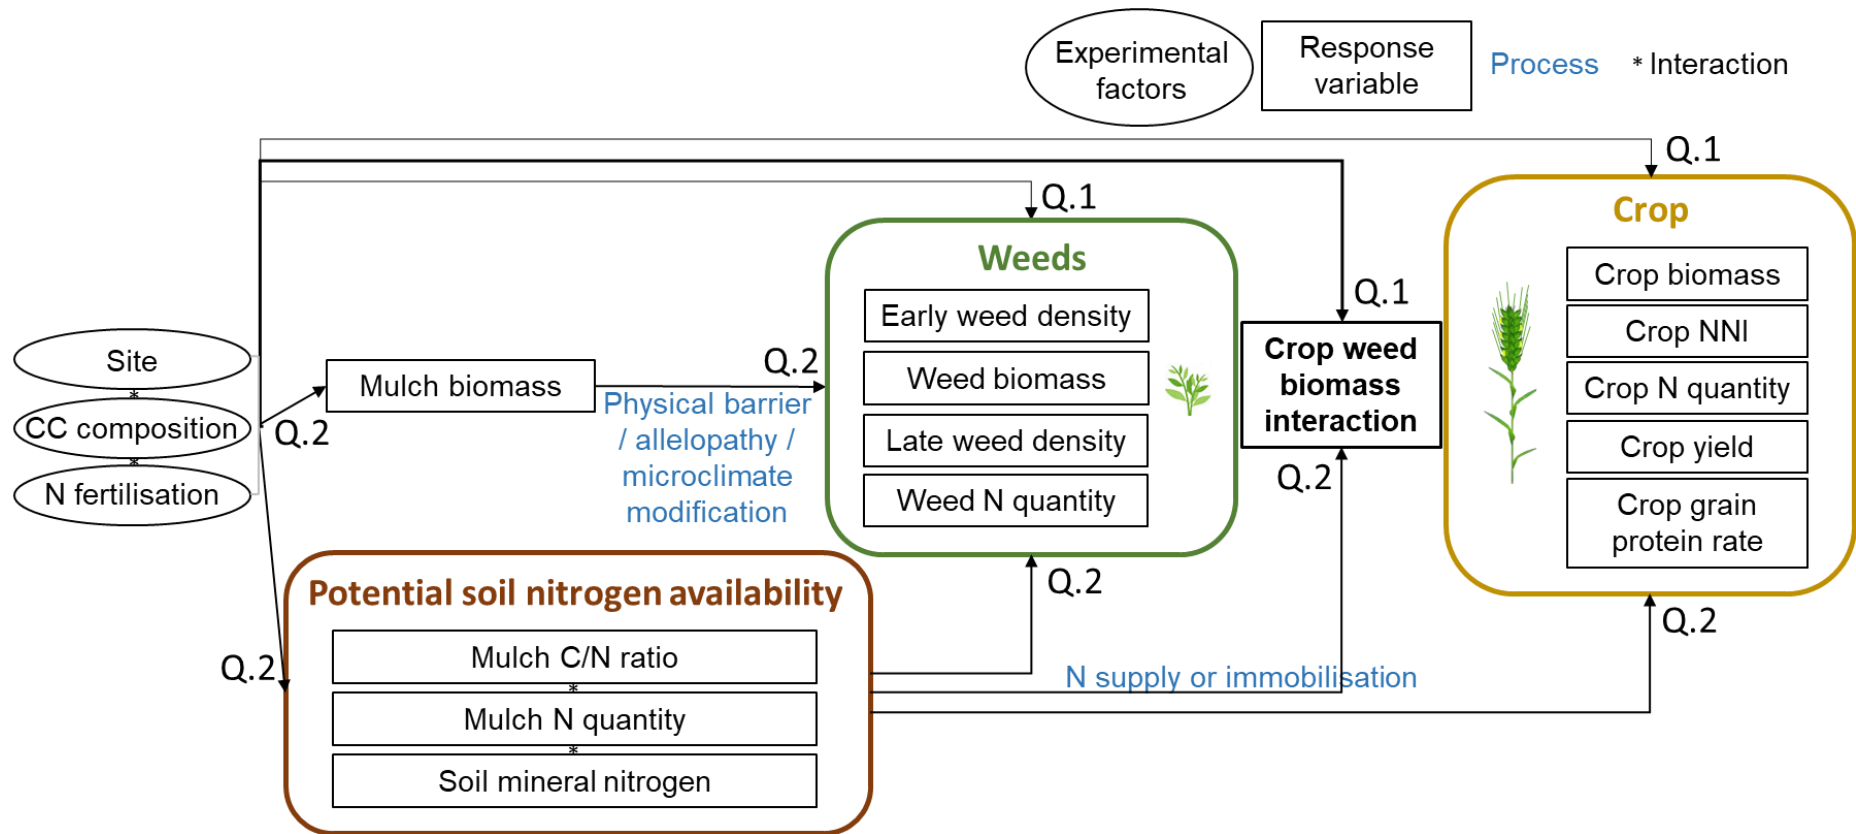 Experimental
factors
Response
variable
Process
* Interaction
Q.1
Q.1
Q.1
Crop
Crop biomass
Crop NNI
Crop N quantity
Crop yield
Crop grain
protein rate
Weeds
Early weed density
Weed biomass
Late weed density
Weed N quantity
Crop weed
biomass
interaction
Site
*
CC composition
*
N fertilisation
Q.2
Mulch biomass
Q.2
Physical barrier
/ allelopathy /
microclimate
modification
Q.2
Q.2
Q.2
Q.2
Potential soil nitrogen availability
Mulch C/N ratio
*
Mulch N quantity
*
Soil mineral nitrogen
N supply or immobilisation